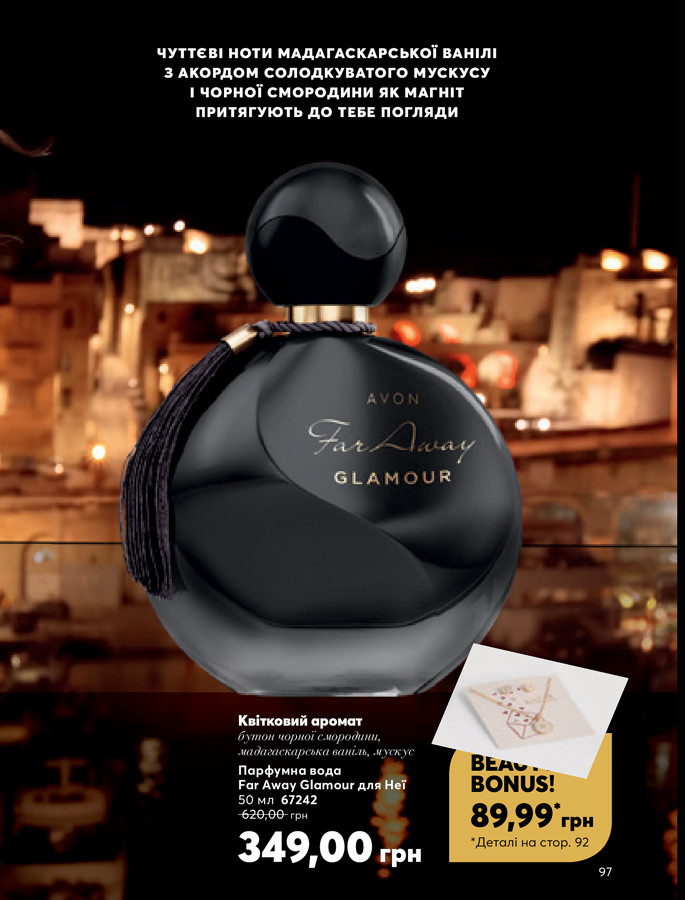 ЧУТТЄВІ НОТИ МАДАГАСКАРСЬКОЇ ВАНІЛІ
З АКОРДОМ СОЛОДКУВАТОГО МУСКУСУ
І ЧОРНОЇ СМОРОДИНИ ЯК МАГНІТ
ПРИТЯГУЮТЬ ДО ТЕБЕ ПОГЛЯДИ
AVON
Far Away
GLAMOUR
Квітковий аромат
бутон чорної смородини,
мадагаскарська ваніль, мускус
Парфумна вода
Far Away Glamour для Неї
50 мл 67242
620,00 грн
349,00 грн
BONUS!
89,99* грн
*Деталі на стор. 92
97